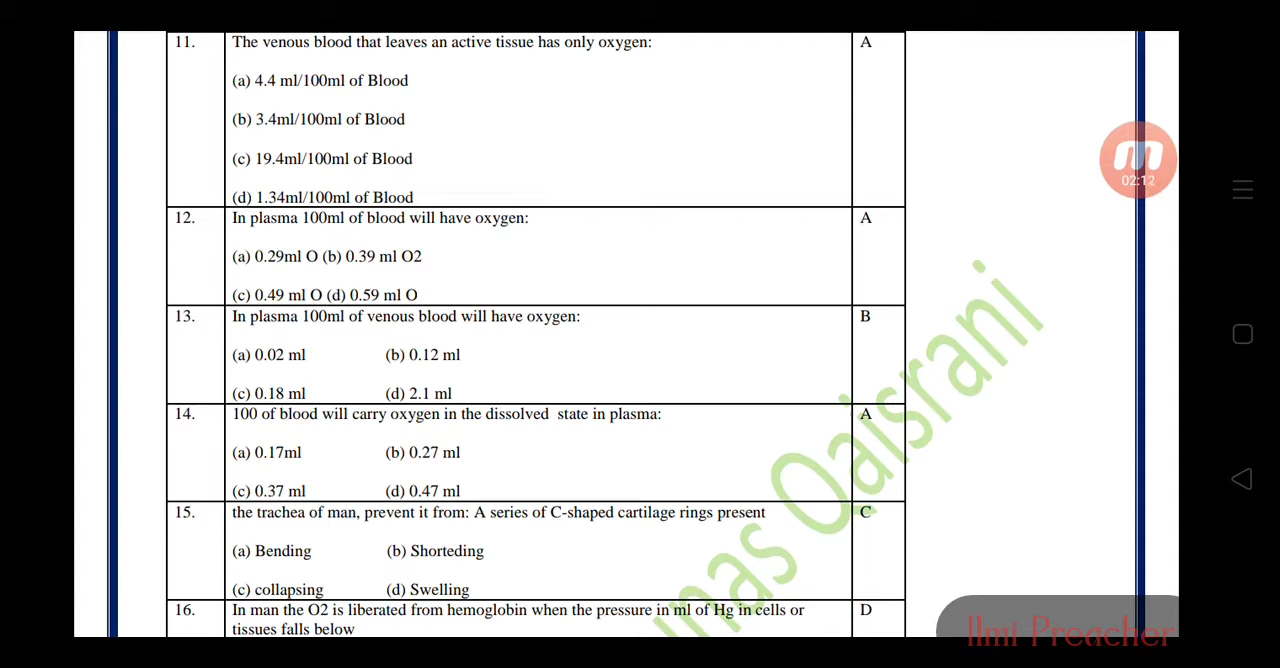 11. The venous blood that leaves an active tissue has only oxygen: A
(a) 4.4 ml/100ml of Blood
(b) 3.4ml/100ml of Blood
(c) 19.4ml/100ml of Blood
(d) 1.34ml/100ml of Blood
12. In plasma 100ml of blood will have oxygen: A
(a) 0.29ml O (b) 0.39 ml O2
(c) 0.49 ml O (d) 0.59 ml O
13. In plasma 100ml of venous blood will have oxygen: B
(a) 0.02 ml (b) 0.12 ml
(c) 0.18 ml (d) 2.1 ml
14. 100 of blood will carry oxygen in the dissolved state in plasma: A
(a) 0.17ml (b) 0.27 ml
(c) 0.37 ml (d) 0.47 ml
15. the trachea of man, prevent it from: A series of C-shaped cartilage rings present C
(a) Bending (b) Shorteding
(c) collapsing (d) Swelling
16. In man the O2 is liberated from hemoglobin when the pressure in ml of Hg in cells or D
tissues falls below
02:12
Qaisrani
Ilmi Preacher